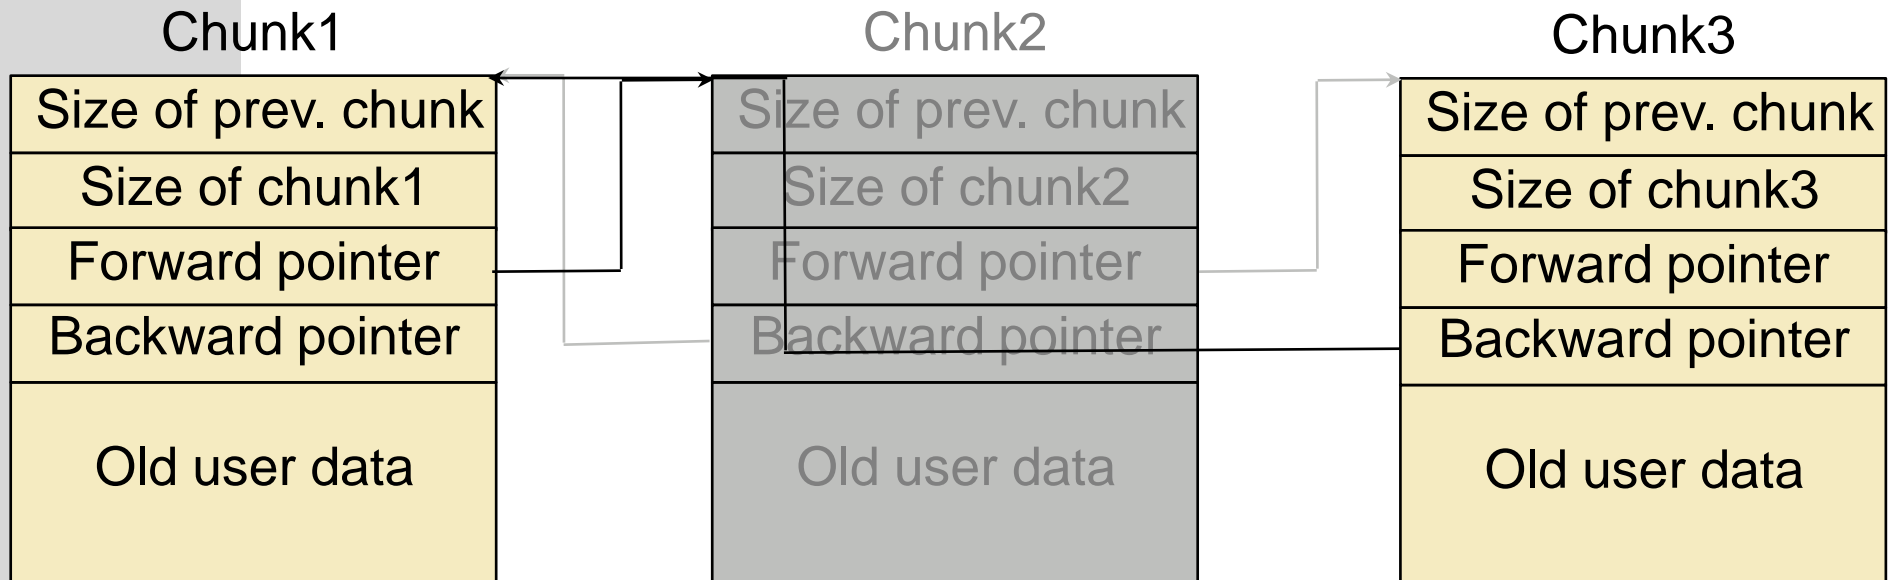 Chunk1
Size of prev. chunk
Size of chunk1
Forward pointer
Backward pointer
Old user data
Chunk2
Size of prev. chunk
Size of chunk2
Forward pointer
Backward pointer
Old user data
Chunk3
Size of prev. chunk
Size of chunk3
Forward pointer
Backward pointer
Old user data